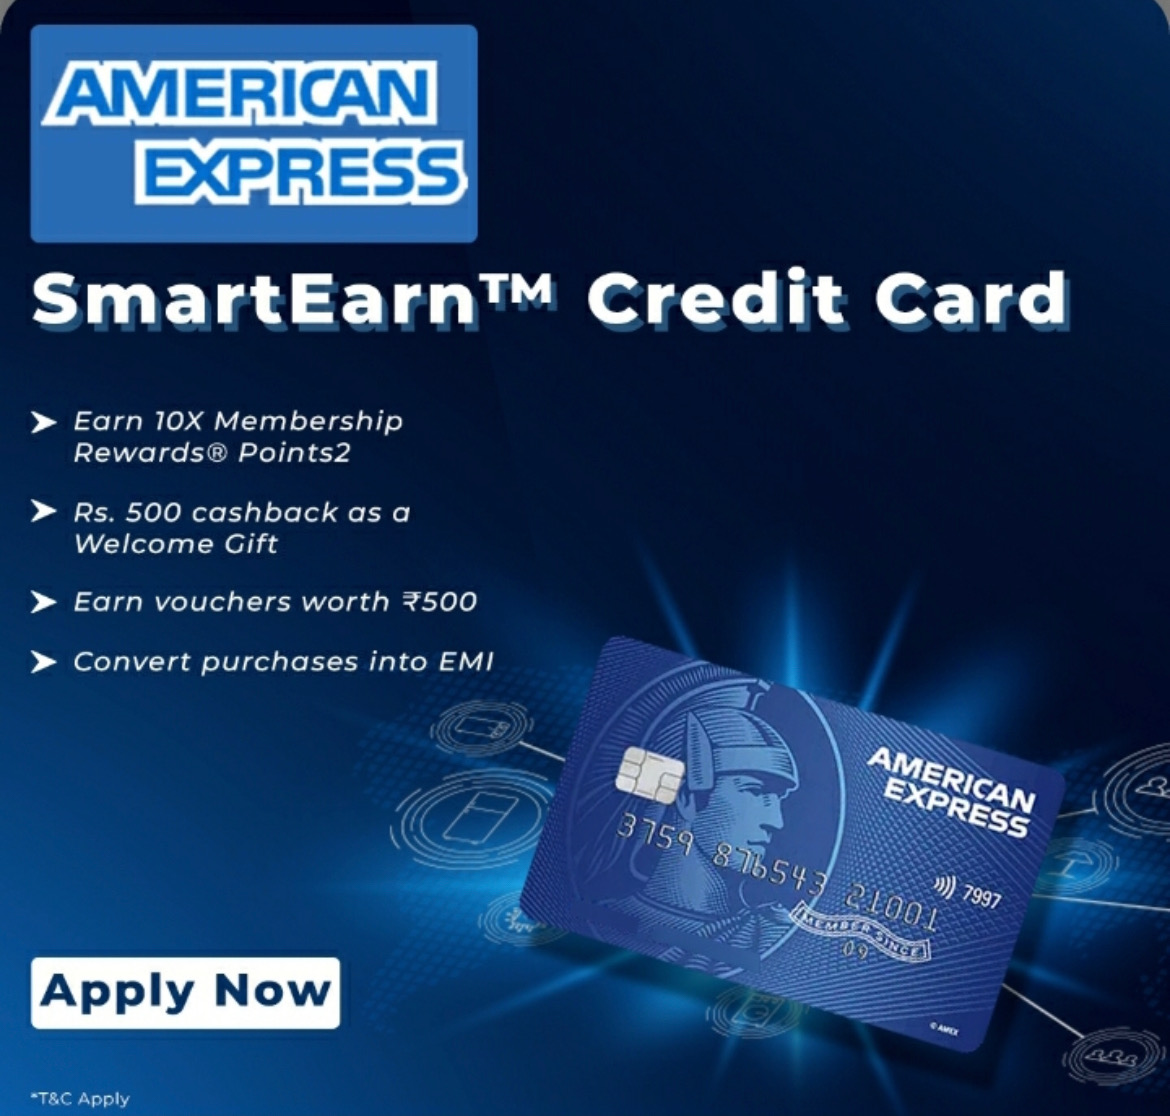 AMERICAN
EXPRESS
SmartEarn™ Credit Card
Earn 10X Membership
Rewards® Points2
Rs. 500 cashback as a
Welcome Gift
Earn vouchers worth ₹500
Convert purchases into EMI
AMERICAN
EXPRESS
3759 876543 21001
7997
MEMBER SINCE
09
© AMEX
Apply Now
*T&C Apply